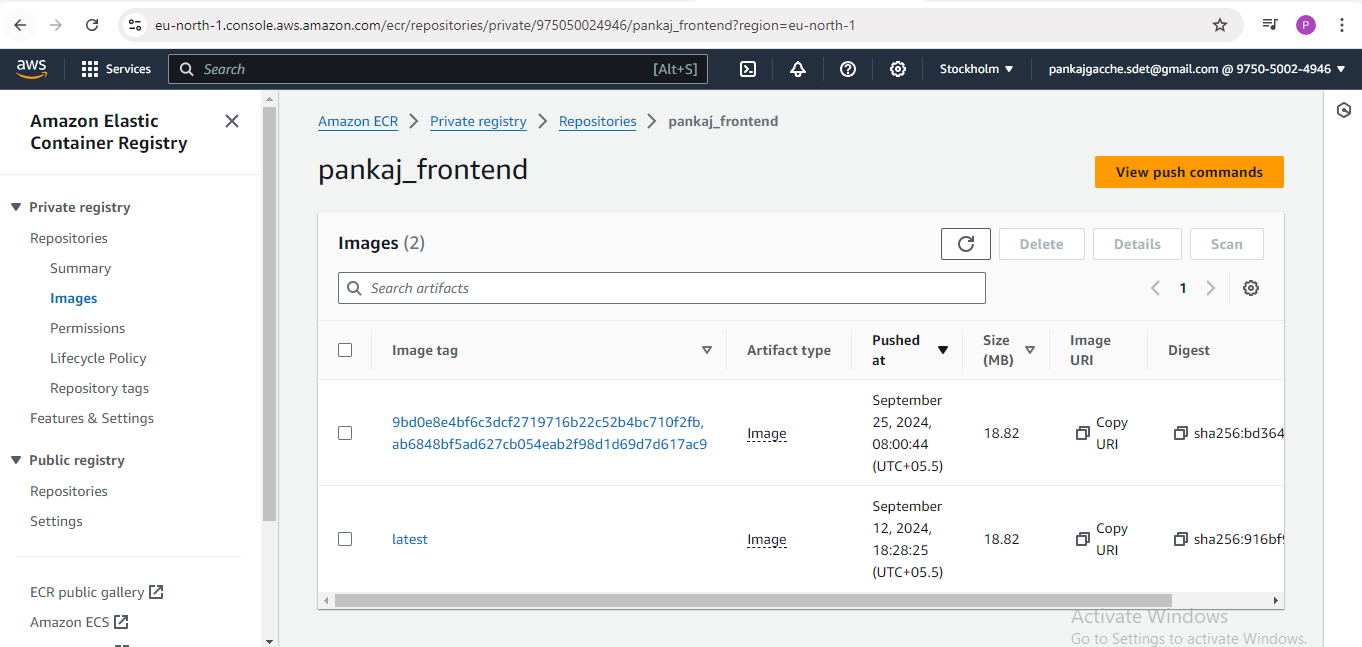 eu-north-1.console.aws.amazon.com/ecr/repositories/private/975050024946/pankaj_frontend?region=eu-north-1
P
aws
Services
Search
[Alt+S]
Stockholm
pankajgacche.sdet@gmail.com @ 9750-5002-4946
Amazon Elastic
Container Registry
Private registry
Repositories
Summary
Images
Permissions
Lifecycle Policy
Repository tags
Features & Settings
Public registry
Repositories
Settings
ECR public gallery
Amazon ECS
Amazon ECR
Private registry
Repositories
pankaj_frontend
pankaj_frontend
View push commands
Images (2)
Delete
Details
Scan
Search artifacts
1
Image tag
Artifact type
Pushed
at
Size
(MB)
Image
URI
Digest
9bd0e8e4bf6c3dcf2719716b22c52b4bc710f2fb,
ab6848bf5ad627cb054eab2f98d1d69d7d617ac9
Image
September
25, 2024,
08:00:44
(UTC+05.5)
18.82
Copy
URI
sha256:bd364
latest
Image
September
12, 2024,
18:28:25
(UTC+05.5)
18.82
Copy
URI
sha256:916bf
Activate Windows
Go to Settings to activate Windows.